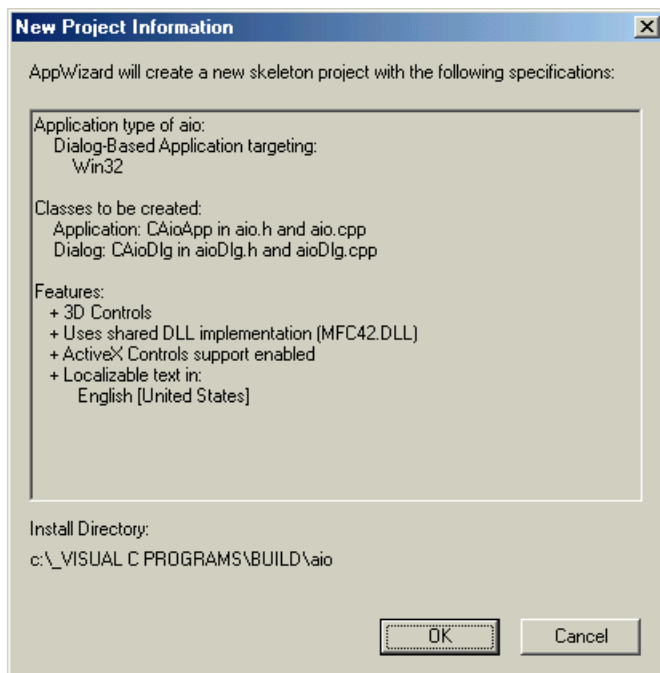 New Project Information
AppWizard will create a new skeleton project with the following specifications:
Application type of aio:
Dialog-Based Application targeting:
Win32
Classes to be created:
Application: CAioApp in aio.h and aio.cpp
Dialog: CAioDlg in aioDlg.h and aioDlg.cpp
Features:
+ 3D Controls
+ Uses shared DLL implementation (MFC42.DLL)
+ ActiveX Controls support enabled
+ Localizable text in:
English [United States]
Install Directory:
c:\_VISUAL C PROGRAMS\BUILD\aio
OK Cancel